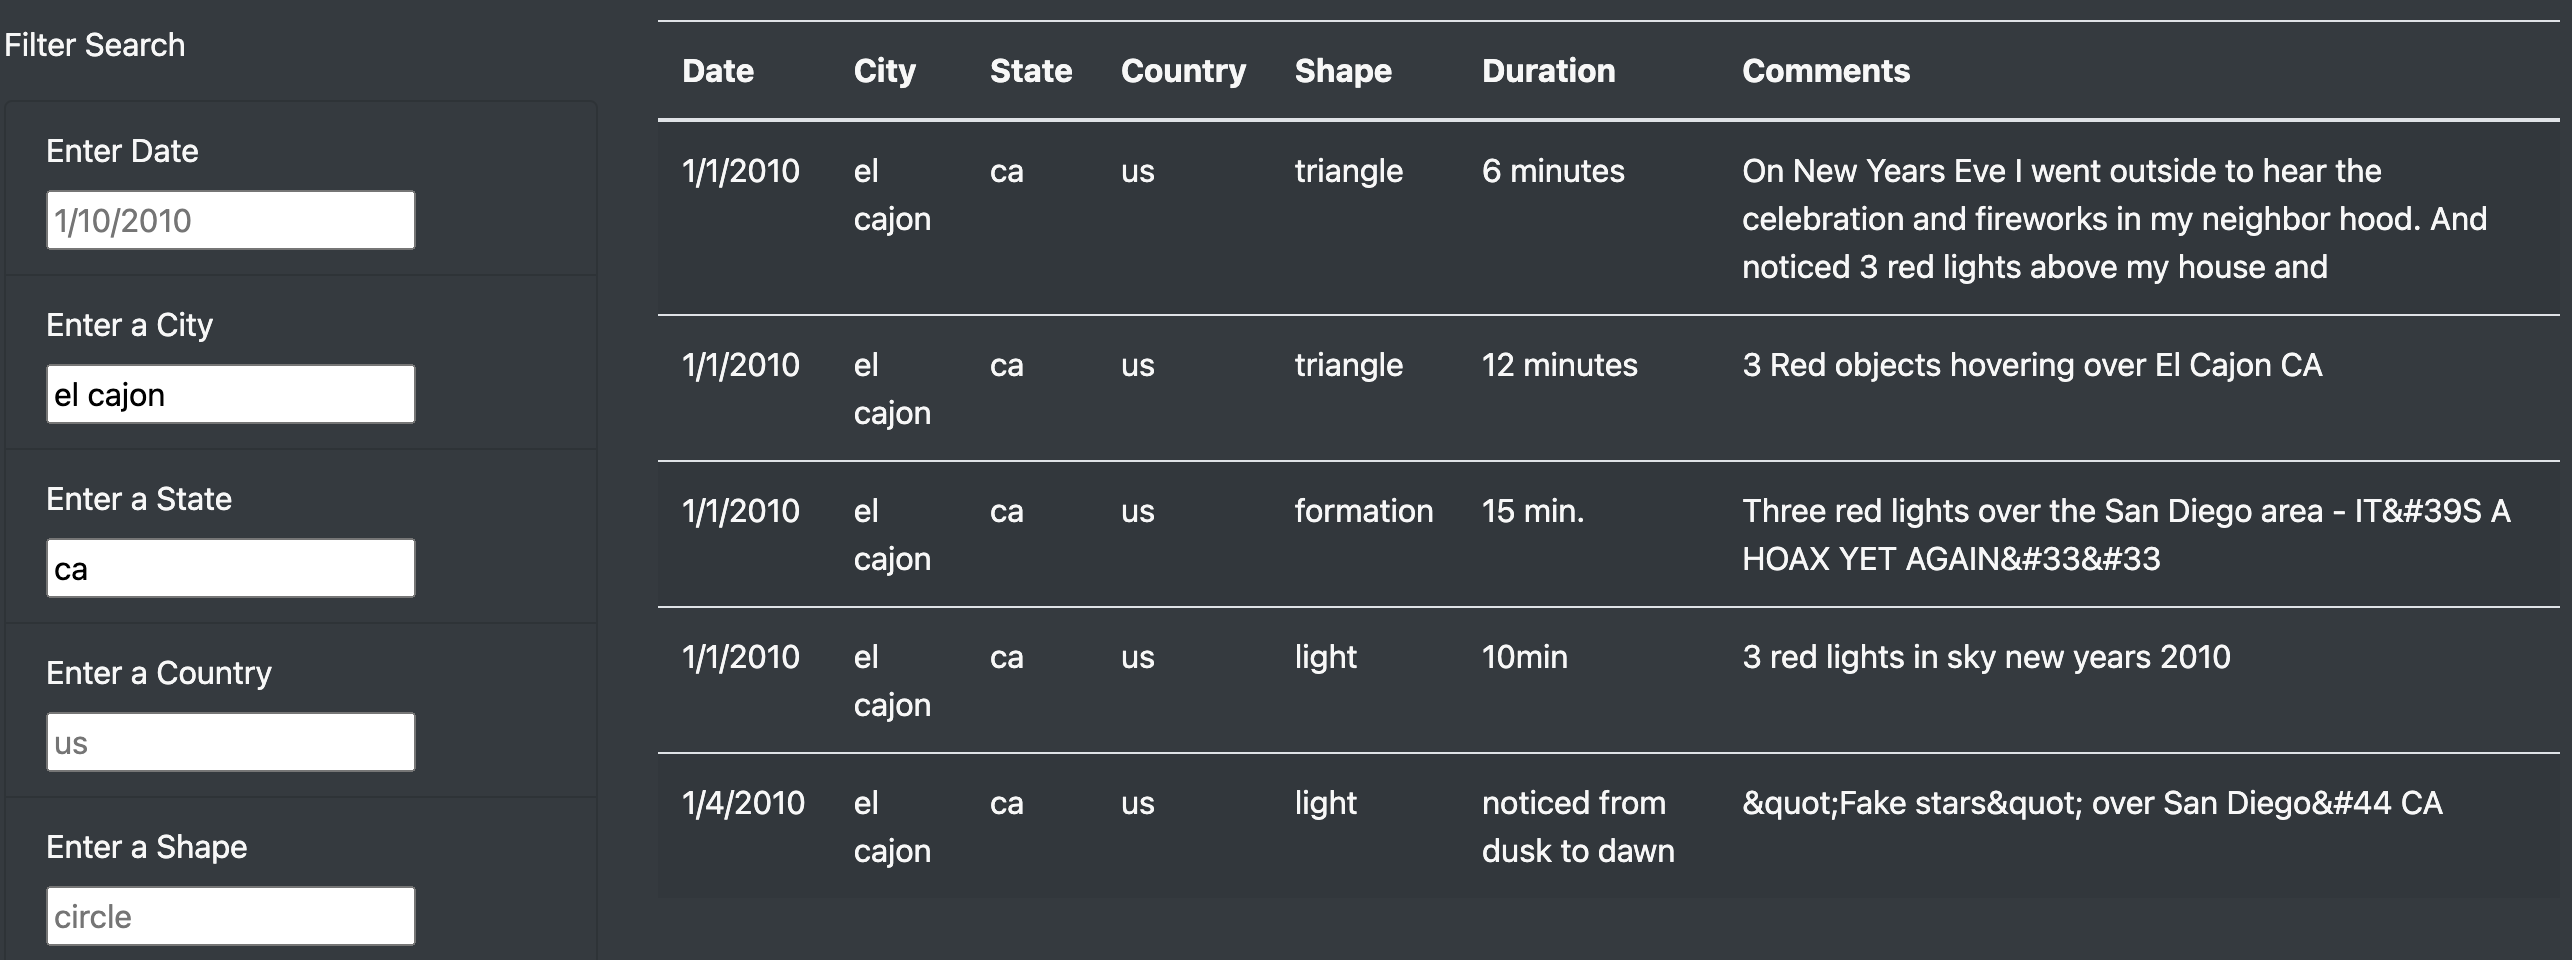 Filter Search
Enter Date
1/10/2010
Enter a City
el cajon
Enter a State
ca
Enter a Country
us
Enter a Shape
circle
Date City State Country Shape Duration Comments
1/1/2010 el ca us triangle 6 minutes On New Years Eve I went outside to hear the
cajon celebration and fireworks in my neighbor hood. And
noticed 3 red lights above my house and
1/1/2010 el ca us triangle 12 minutes 3 Red objects hovering over El Cajon CA
cajon
1/1/2010 el ca us formation 15 min. Three red lights over the San Diego area - IT&#39S A
cajon HOAX YET AGAIN&#33&#33
1/1/2010 el ca us light 10min 3 red lights in sky new years 2010
cajon
1/4/2010 el ca us light noticed from &quot;Fake stars&quot; over San Diego&#44 CA
cajon dusk to dawn